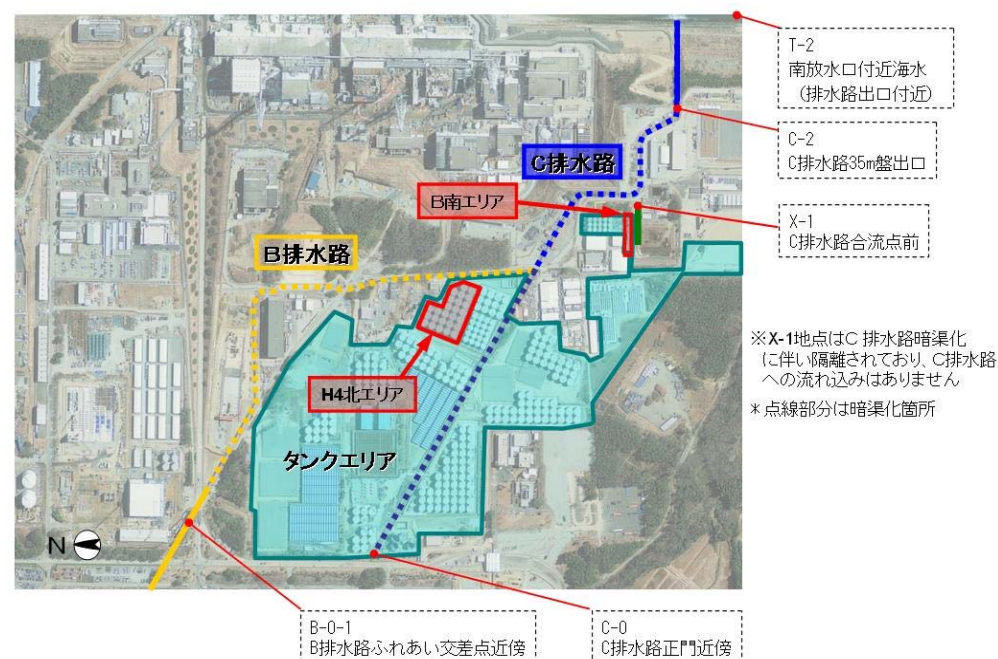 T-2
南放水口付近海水
(排水路出口付近)
C-2
C排水路35m盤出口
X-1
C排水路合流点前
C排水路
B南エリア
B排水路
※X-1地点はC 排水路暗渠化
に伴い隔離されており、C排水路
への流れ込みはありません
*点線部分は暗渠化箇所
H4北エリア
タンクエリア
N
B-0-1
B排水路ふれあい交差点近傍
C-0
C排水路正門近傍